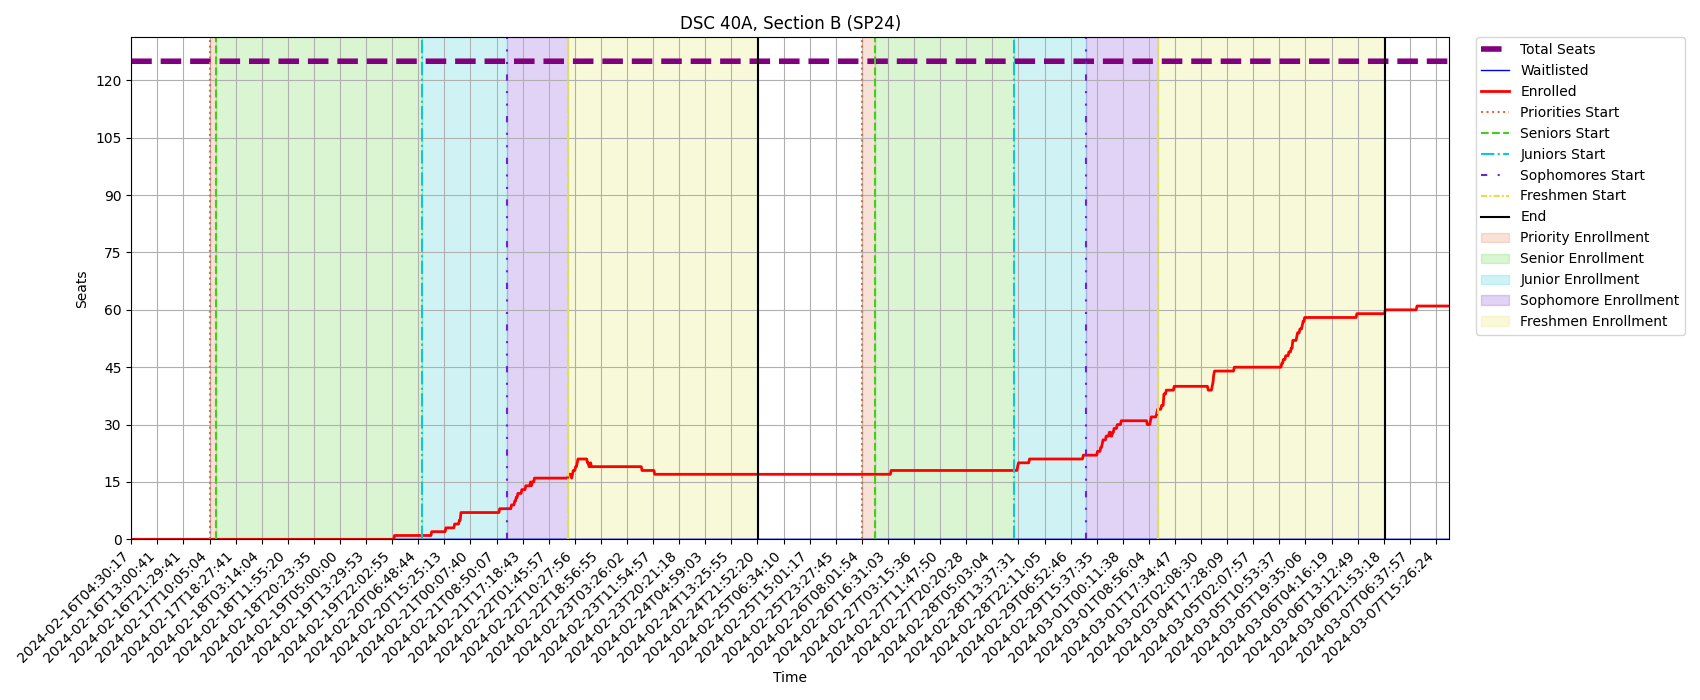 DSC 40A, Section B (SP24)
Seats
120
105
90
75
60
45
30
15
0
2024-02-16T04:30:17
2024-02-16T13:00:41
2024-02-16T21:29:41
2024-02-17T10:05:04
2024-02-17T18:27:41
2024-02-18T03:14:04
2024-02-18T11:55:20
2024-02-18T20:23:35
2024-02-19T05:00:00
2024-02-19T13:29:53
2024-02-19T22:02:55
2024-02-20T06:48:44
2024-02-20T15:25:13
2024-02-21T00:07:40
2024-02-21T08:50:07
2024-02-21T17:18:43
2024-02-22T01:45:57
2024-02-22T10:27:56
2024-02-22T18:56:55
2024-02-23T03:26:02
2024-02-23T11:54:57
2024-02-23T20:21:18
2024-02-24T04:59:03
2024-02-24T13:25:55
2024-02-24T21:52:20
2024-02-25T06:34:10
2024-02-25T15:01:17
2024-02-25T23:27:45
2024-02-26T08:01:54
2024-02-26T16:31:03
2024-02-27T03:15:36
2024-02-27T11:47:50
2024-02-27T20:20:28
2024-02-28T05:03:04
2024-02-28T13:37:31
2024-02-28T22:11:05
2024-02-29T06:52:46
2024-02-29T15:37:35
2024-03-01T00:11:38
2024-03-01T08:56:04
2024-03-01T17:34:47
2024-03-02T02:08:30
2024-03-04T17:28:09
2024-03-05T02:07:57
2024-03-05T10:53:37
2024-03-05T19:35:06
2024-03-06T04:16:19
2024-03-06T13:12:49
2024-03-06T21:53:18
2024-03-07T06:37:57
2024-03-07T15:26:24
Time
Total Seats
Waitlisted
Enrolled
Priorities Start
Seniors Start
Juniors Start
Sophomores Start
Freshmen Start
End
Priority Enrollment
Senior Enrollment
Junior Enrollment
Sophomore Enrollment
Freshmen Enrollment